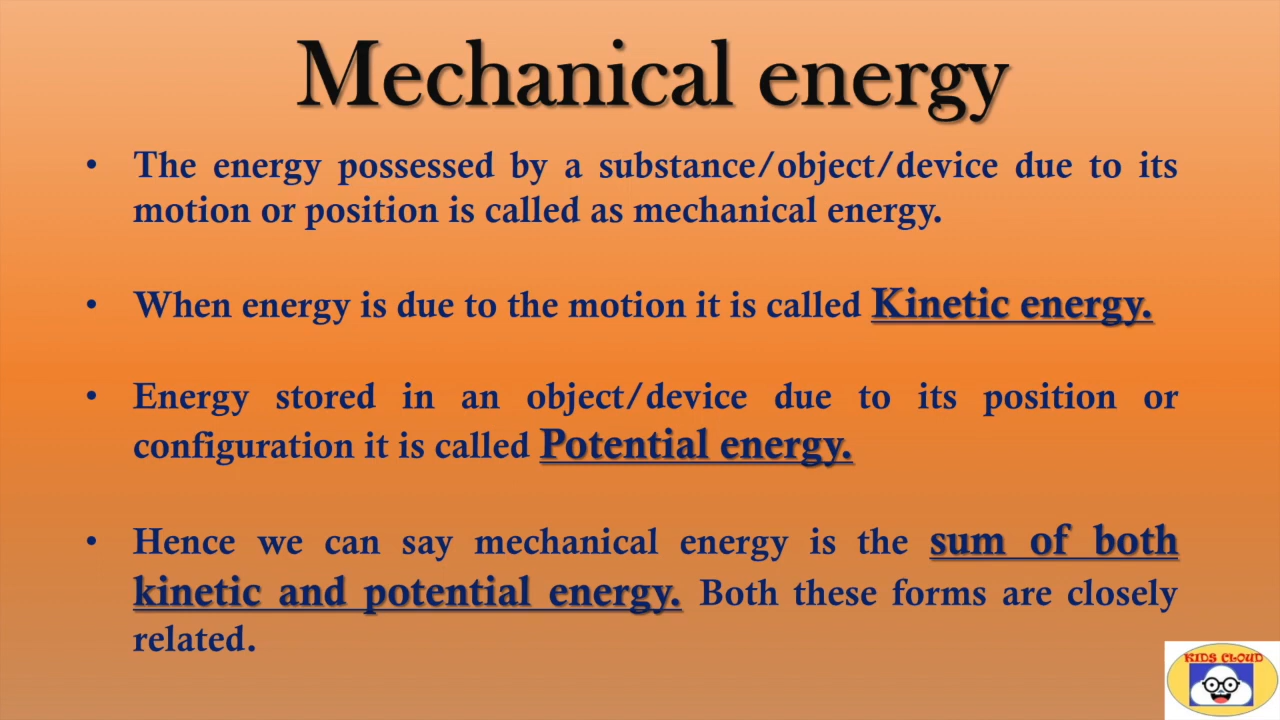 Mechanical energy
• The energy possessed by a substance/object/device due to its
motion or position is called as mechanical energy.
• When energy is due to the motion it is called Kinetic energy.
• Energy stored in an object/device due to its position or
configuration it is called Potential energy.
• Hence we can say mechanical energy is the sum of both
kinetic and potential energy. Both these forms are closely
related.
KIDS CLOUD